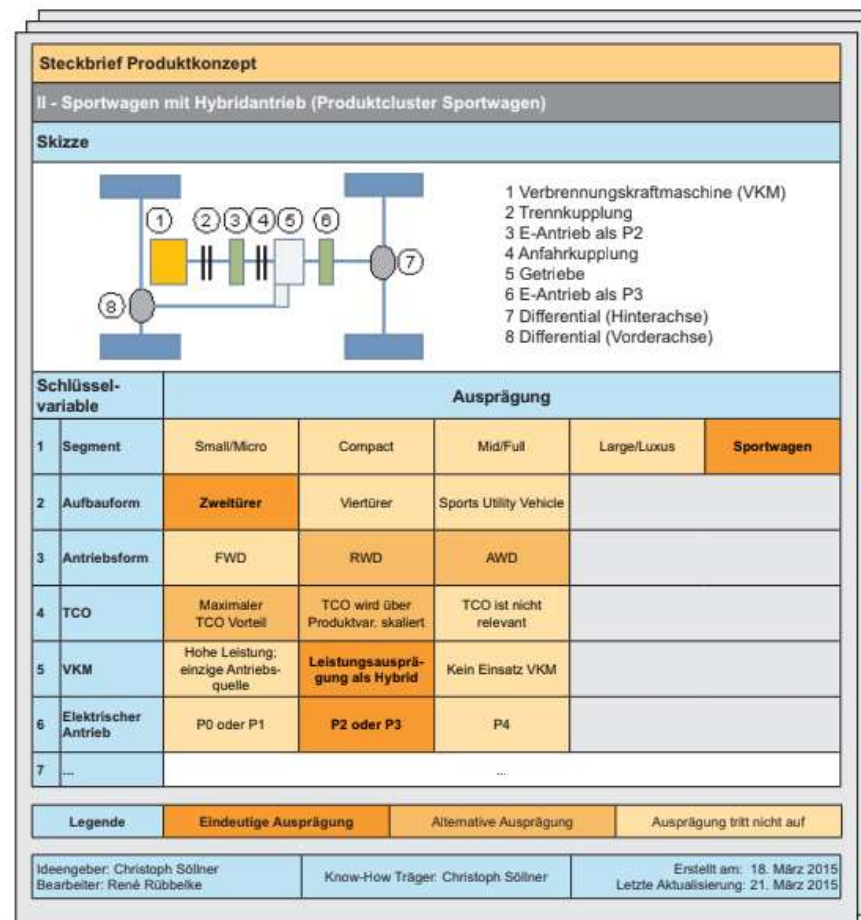 Steckbrief Produktkonzept
II - Sportwagen mit Hybridantrieb (Produktcluster Sportwagen)
Skizze
1
2
3
4
5
6
7
8
1 Verbrennungskraftmaschine (VKM)
2 Trennkupplung
3 E-Antrieb als P2
4 Anfahrkupplung
5 Getriebe
6 E-Antrieb als P3
7 Differential (Hinterachse)
8 Differential (Vorderachse)
Schlüssel-
variable
Ausprägung
1 Segment
Small/Micro
Compact
Mid/Full
Large/Luxus
Sportwagen
2 Aufbauform
Zweitürer
Viertürer
Sports Utility Vehicle
3 Antriebsform
FWD
RWD
AWD
4 TCO
Maximaler
TCO Vorteil
TCO wird über
Produktvar. skaliert
TCO ist nicht
relevant
5 VKM
Hohe Leistung;
einzige Antriebs-
quelle
Leistungsausprä-
gung als Hybrid
Kein Einsatz VKM
6 Elektrischer
Antrieb
P0 oder P1
P2 oder P3
P4
7 ...
...
Legende
Eindeutige Ausprägung
Alternative Ausprägung
Ausprägung tritt nicht auf
Ideengeber: Christoph Söllner
Bearbeiter: René Rübbelke
Know-How Träger: Christoph Söllner
Erstellt am: 18. März 2015
Letzte Aktualisierung: 21. März 2015